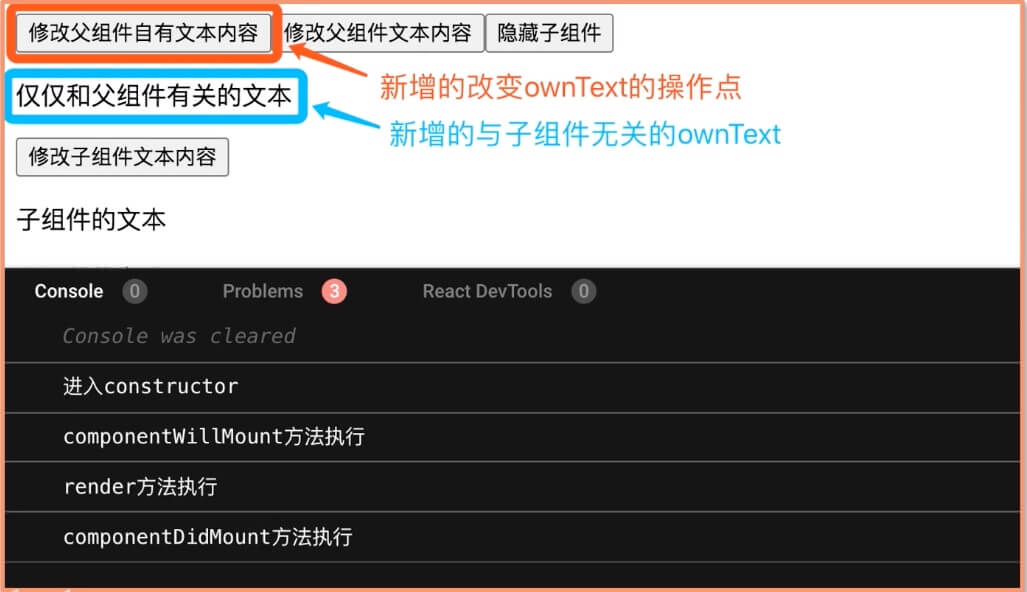 修改父组件自有文本内容 修改父组件文本内容 隐藏子组件
新增的改变ownText的操作点
仅仅和父组件有关的文本
新增的与子组件无关的ownText
修改子组件文本内容
子组件的文本
Console 0 Problems 3 React DevTools 0
Console was cleared
进入constructor
componentWillMount方法执行
render方法执行
componentDidMount方法执行